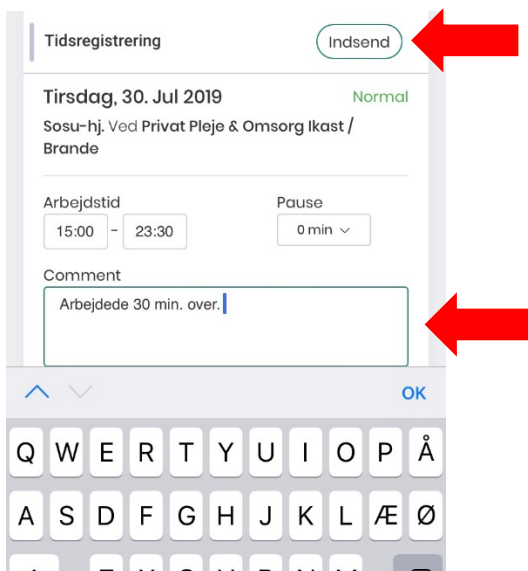 Tidsregistrering Indsend
Tirsdag, 30. Jul 2019 Normal
Sosu-hj. Ved Privat Pleje & Omsorg Ikast /
Brande
Arbejdstid Pause
15:00 - 23:30 0 min
Comment
Arbejdede 30 min. over.
OK
Q W E R T Y U I O P Å
A S D F G H J K L Æ Ø